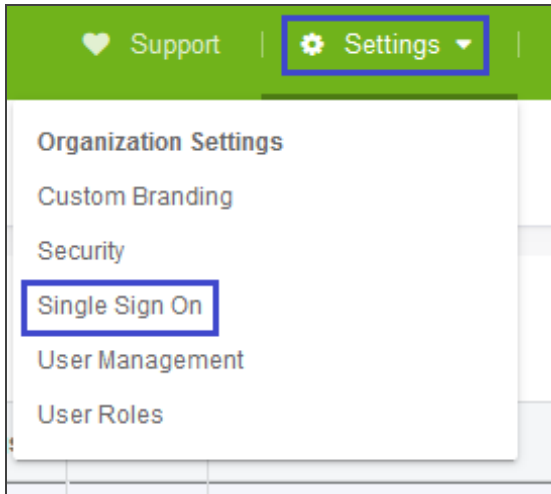 Support | Settings |
Organization Settings
Custom Branding
Security
Single Sign On
User Management
User Roles
s